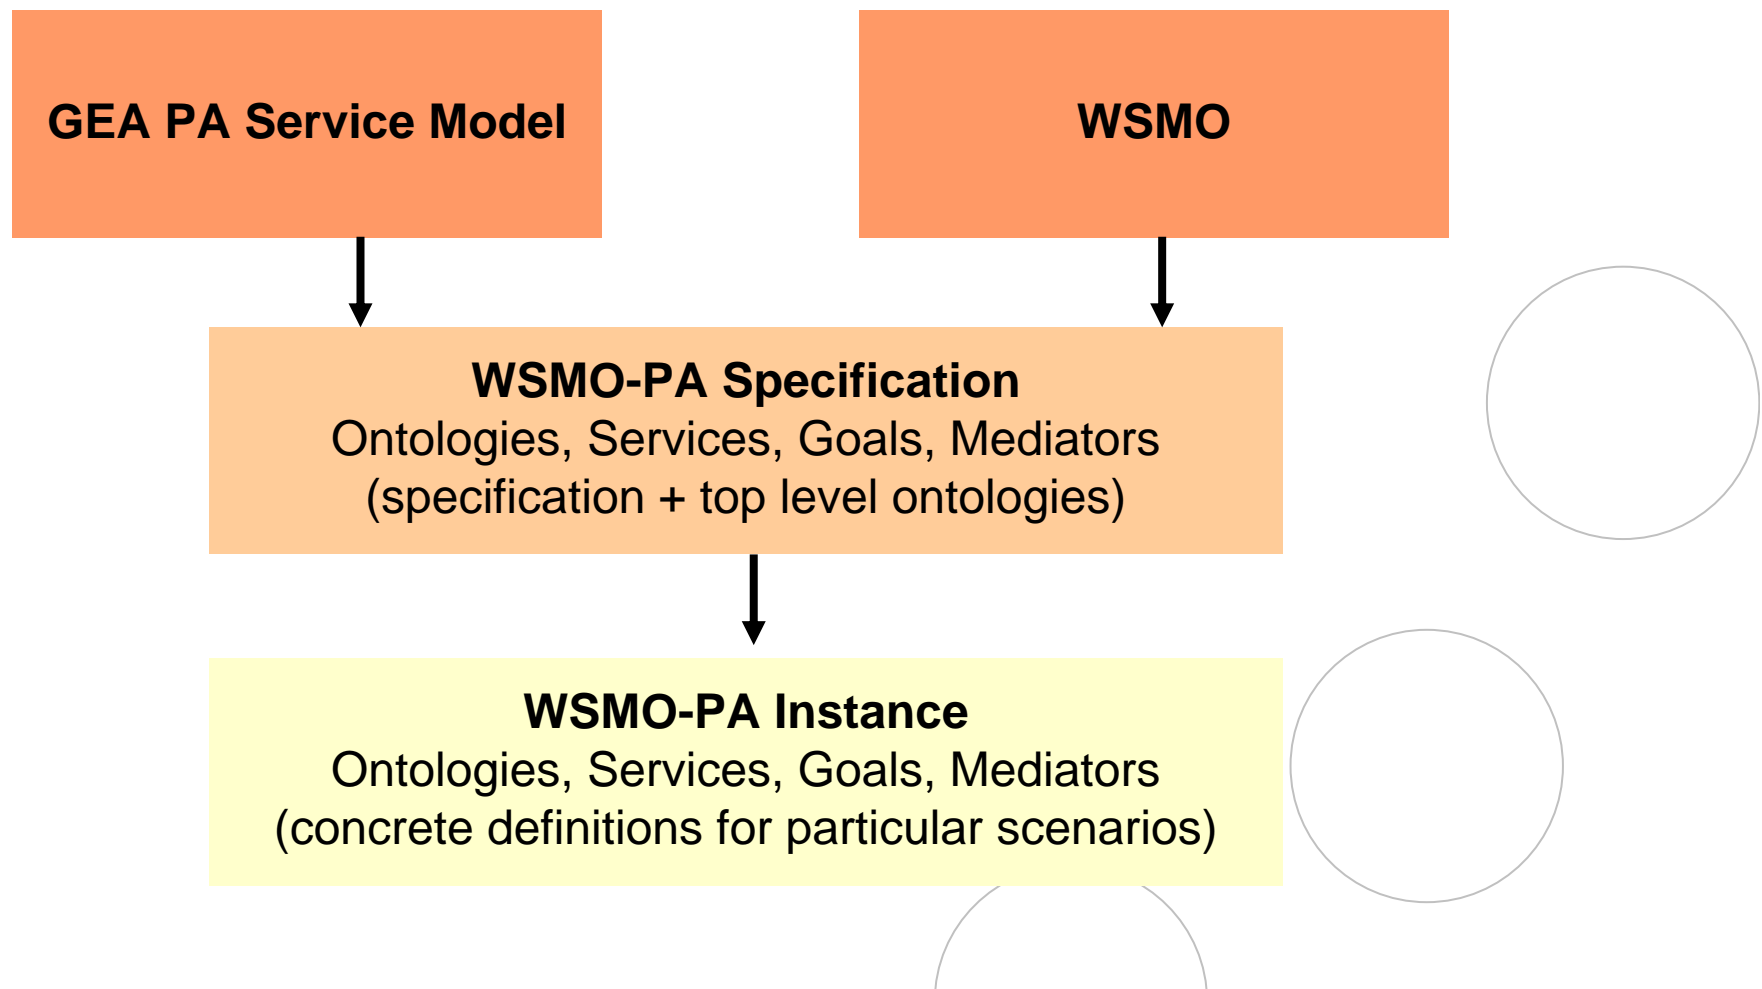 GEA PA Service Model
WSMO
WSMO-PA Specification
Ontologies, Services, Goals, Mediators
(specification + top level ontologies)
WSMO-PA Instance
Ontologies, Services, Goals, Mediators
(concrete definitions for particular scenarios)